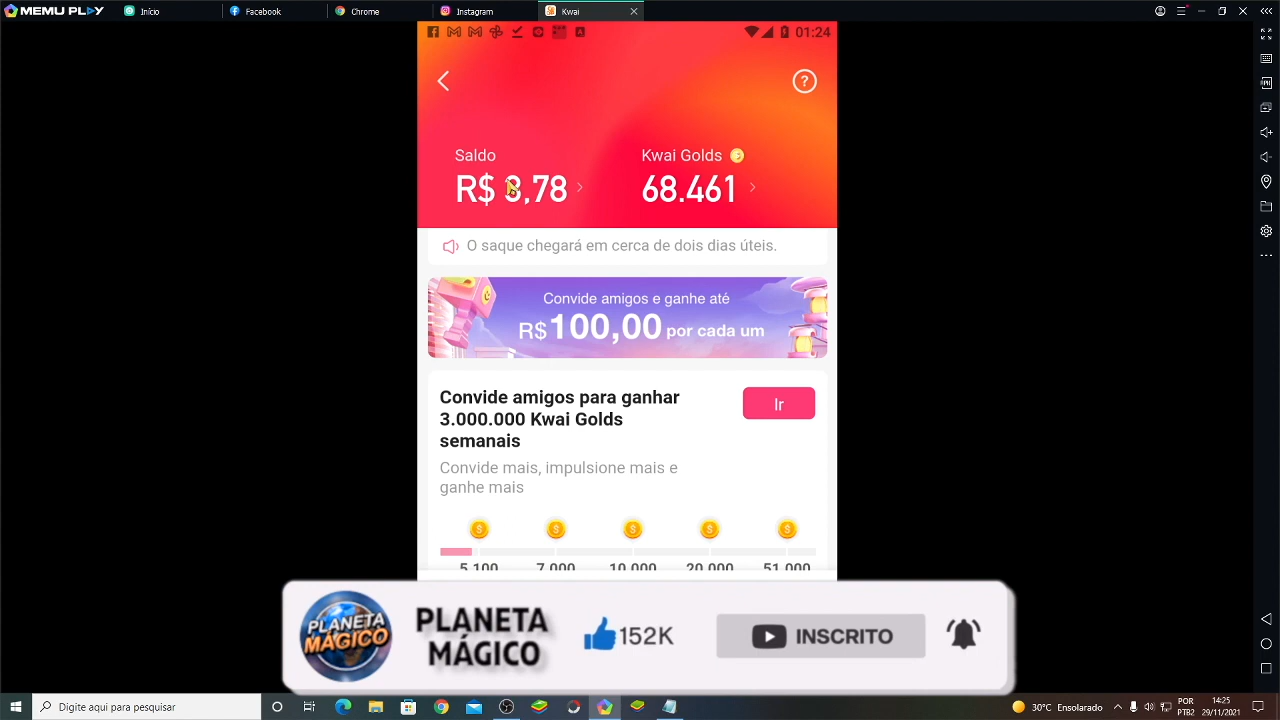 MEMU PLAY
Início
Facebook
Chrome
Instagram
Kwai
01:24
?
Saldo
Kwai Golds
R$ 8,78
68.461
O saque chegará em cerca de dois dias úteis.
Convide amigos e ganhe até
R$100,00 por cada um
Convide amigos para ganhar
3.000.000 Kwai Golds
semanais
Ir
Convide mais, impulsione mais e
ganhe mais
5.100
7.000
10.000
20.000
51.000
PLANETA
MÁGICO
PLANETA
MÁGICO
152K
INSCRITO
Digite aqui para pesquisar
30°C Ensolarado
POR
PTB2
14:25
29/11/2021